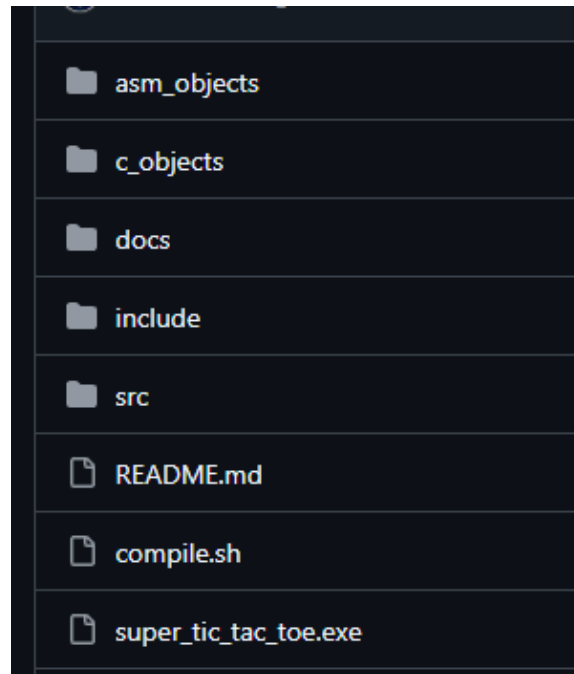 asm_objects
c_objects
docs
include
src
README.md
compile.sh
super_tic_tac_toe.exe